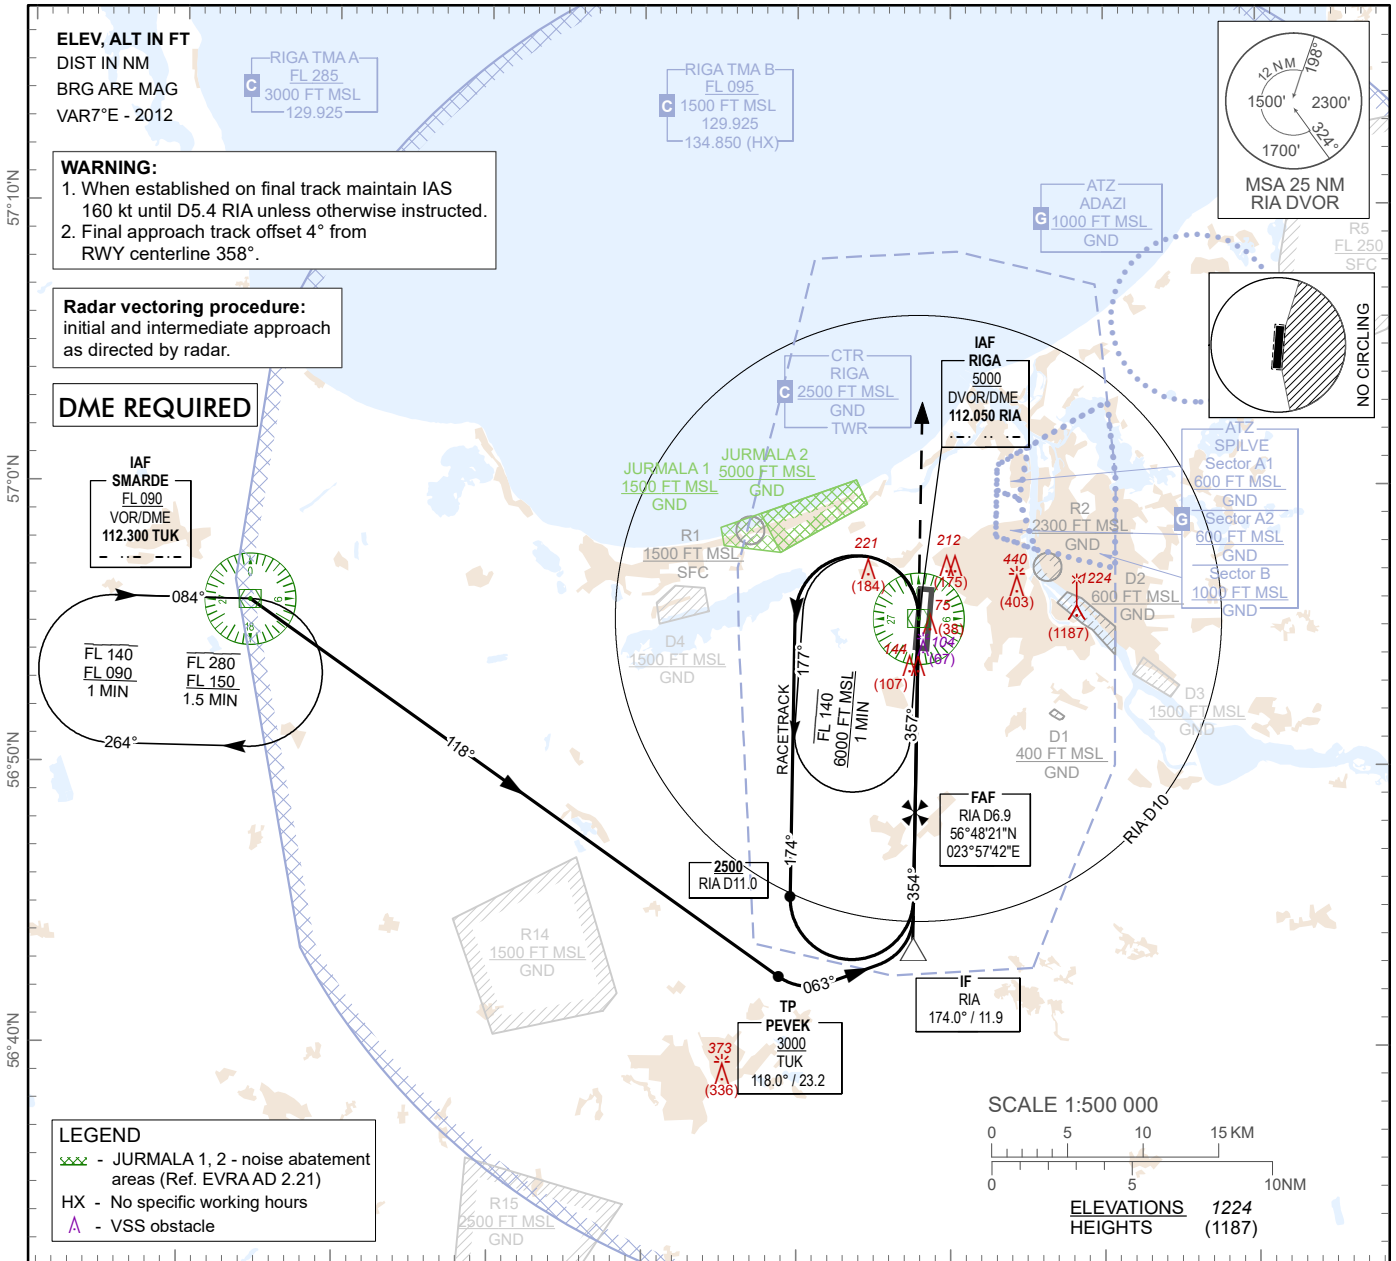 ELEV, ALT IN FT
DIST IN NM
BRG ARE MAG
VAR7°E - 2012
WARNING:
1. When established on final track maintain IAS
160 kt until D5.4 RIA unless otherwise instructed.
2. Final approach track offset 4° from
RWY centerline 358°.
Radar vectoring procedure:
initial and intermediate approach
as directed by radar.
DME REQUIRED
RIGA TMA A
C
FL 285
3000 FT MSL
129.925
RIGA TMA B
C
FL 095
1500 FT MSL
129.925
134.850 (HX)
12 NM
198°
1500'
2300'
324°
1700'
MSA 25 NM
RIA DVOR
ATZ
ADAZI
G
1000 FT MSL
GND
R5
FL 250
SFC
NO CIRCLING
CTR
RIGA
C
2500 FT MSL
GND
TWR
IAF
RIGA
5000
DVOR/DME
112.050 RIA
IAF
SMARDE
FL 090
VOR/DME
112.300 TUK
JURMALA 1
1500 FT MSL
GND
JURMALA 2
5000 FT MSL
GND
R1
1500 FT MSL
SFC
D4
1500 FT MSL
GND
ATZ
SPILVE
Sector A1
600 FT MSL
GND
G
Sector A2
600 FT MSL
GND
Sector B
1000 FT MSL
GND
R2
2300 FT MSL
GND
D2
600 FT MSL
GND
D3
1500 FT MSL
GND
D1
400 FT MSL
GND
221
(184)
212
(175)
440
(403)
1224
(1187)
75
(38)
104
(67)
144
(107)
0
9
18
27
27
9
084°
264°
FL 140
FL 090
1 MIN
FL 280
FL 150
1.5 MIN
118°
RACETRACK
177°
174°
FL 140
6000 FT MSL
1 MIN
357°
354°
063°
RIA D10
FAF
RIA D6.9
56°48'21"N
023°57'42"E
2500
RIA D11.0
IF
RIA
174.0° / 11.9
TP
PEVEK
3000
TUK
118.0° / 23.2
373
(336)
R14
1500 FT MSL
GND
R15
2500 FT MSL
GND
57°10'N
57°0'N
56°50'N
56°40'N
LEGEND
- JURMALA 1, 2 - noise abatement
areas (Ref. EVRA AD 2.21)
HX - No specific working hours
- VSS obstacle
SCALE 1:500 000
0 5 10 15 KM
0 5 10NM
ELEVATIONS 1224
HEIGHTS (1187)